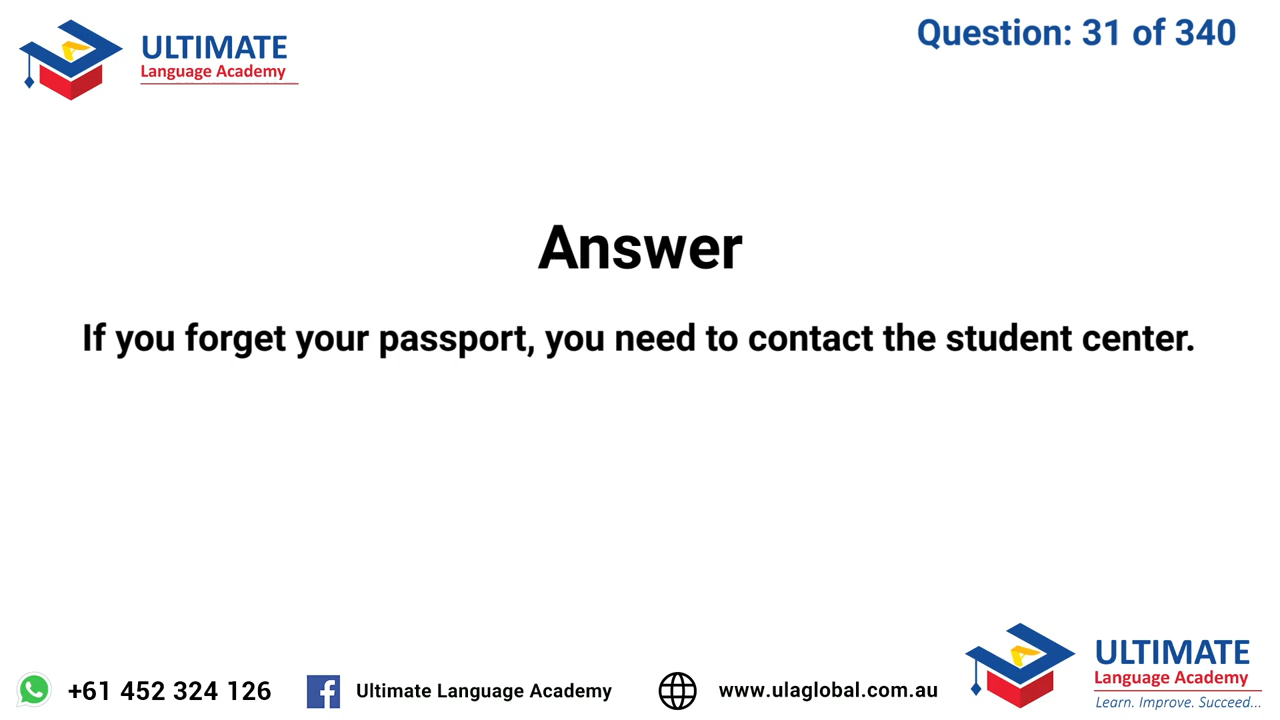 ULTIMATE
Language Academy
Question: 31 of 340
Answer
If you forget your passport, you need to contact the student center.
+61 452 324 126
Ultimate Language Academy
www.ulaglobal.com.au
ULTIMATE
Language Academy
Learn. Improve. Succeed...